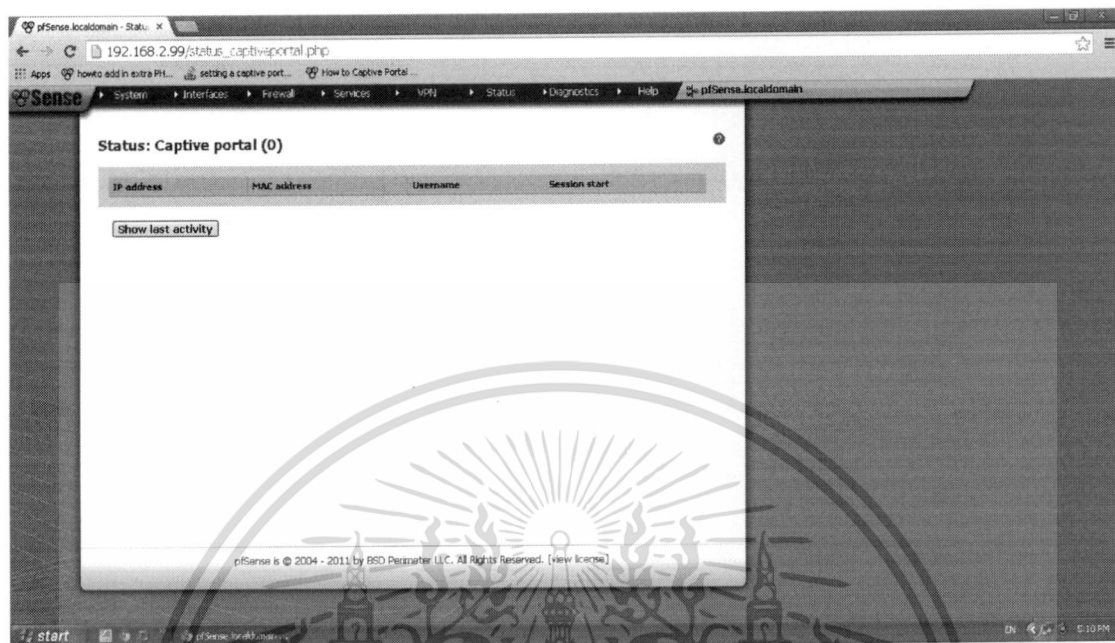 pfSense.localdomain - Statu
192.168.2.99/status_captiveportal.php
Apps howto add in extra PH... setting a captive port... How to Captive Portal ...
Sense System Interfaces Firewall Services VPN Status Diagnostics Help pfSense.localdomain
Status: Captive portal (0)
IP address MAC address Username Session start
Show last activity
pfSense is © 2004 - 2011 by BSD Perimeter LLC. All Rights Reserved. [view license]
start pfSense.localdomain EN 5:10 PM